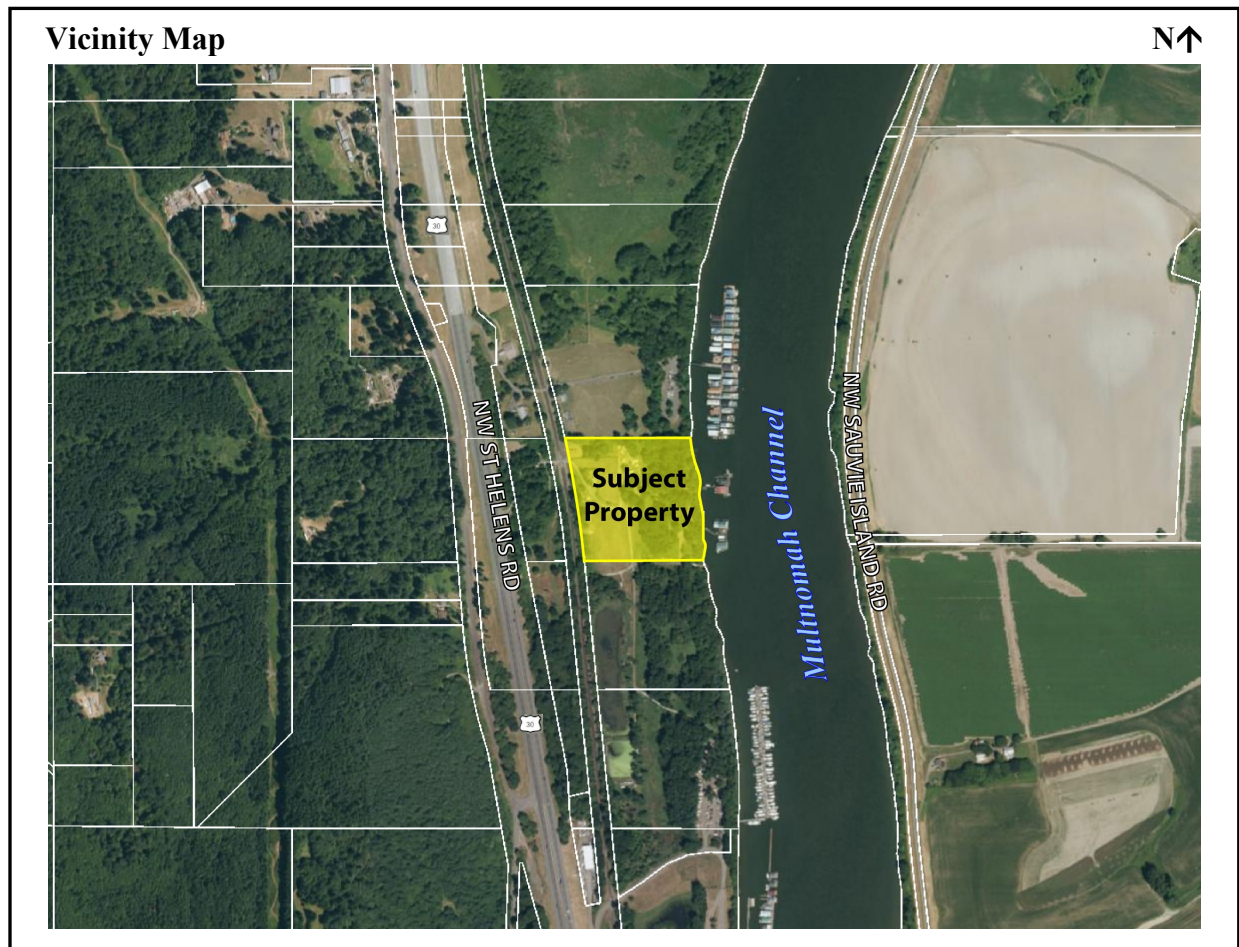 Vicinity Map
N↑
30
NW ST HELENS RD
Subject
Property
Multnomah Channel
NW SAUVIE ISLAND RD
30